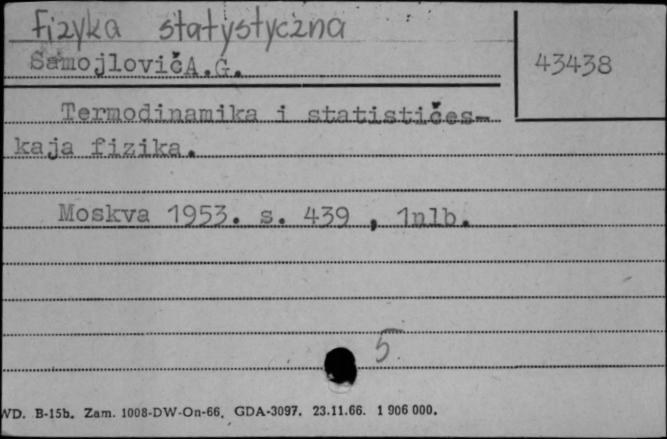 fizyka statystyczna
Samojlovič A.G.
43438
Termodinamika i statističes-
kaja fizika.
Moskva 1953. s. 439 , 1nlb.
5
WD. B-15b. Zam. 1008-DW-On-66. GDA-3097. 23.11.66. 1 906 000.